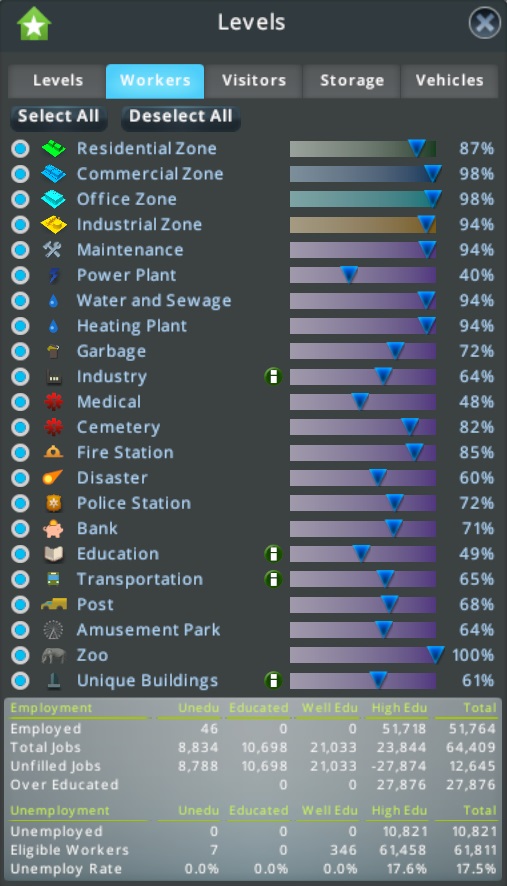 Levels
Levels Workers Visitors Storage Vehicles
Select All Deselect All
Residential Zone 87%
Commercial Zone 98%
Office Zone 98%
Industrial Zone 94%
Maintenance 94%
Power Plant 40%
Water and Sewage 94%
Heating Plant 94%
Garbage 72%
Industry 64%
Medical 48%
Cemetery 82%
Fire Station 85%
Disaster 60%
Police Station 72%
Bank 71%
Education 49%
Transportation 65%
Post 68%
Amusement Park 64%
Zoo 100%
Unique Buildings 61%
Employment Unedu Educated Well Edu High Edu Total
Employed 46 0 0 51,718 51,764
Total Jobs 8,834 10,698 21,033 23,844 64,409
Unfilled Jobs 8,788 10,698 21,033 -27,874 12,645
Over Educated 0 0 27,876 27,876
Unemployment Unedu Educated Well Edu High Edu Total
Unemployed 0 0 0 10,821 10,821
Eligible Workers 7 0 346 61,458 61,811
Unemploy Rate 0.0% 0.0% 0.0% 17.6% 17.5%